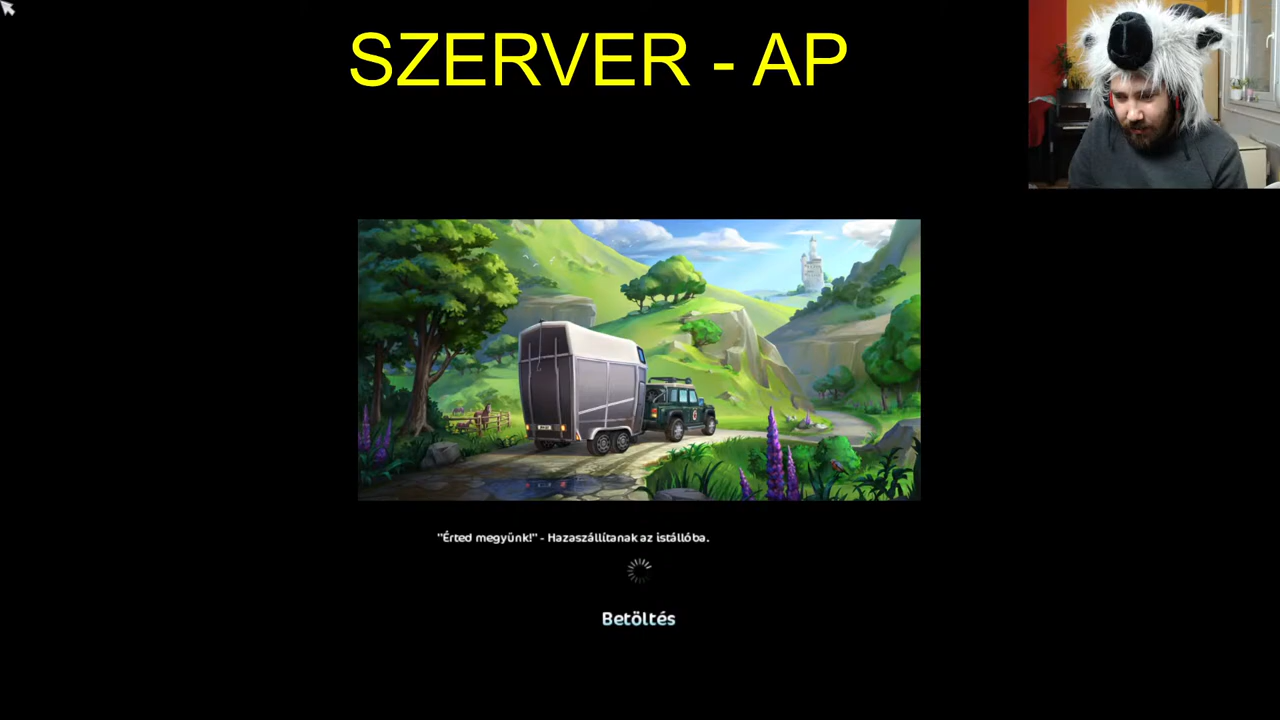 SZERVER - AP
"Érted megyünk!" - Hazaszállítanak az istállóba.
Betöltés